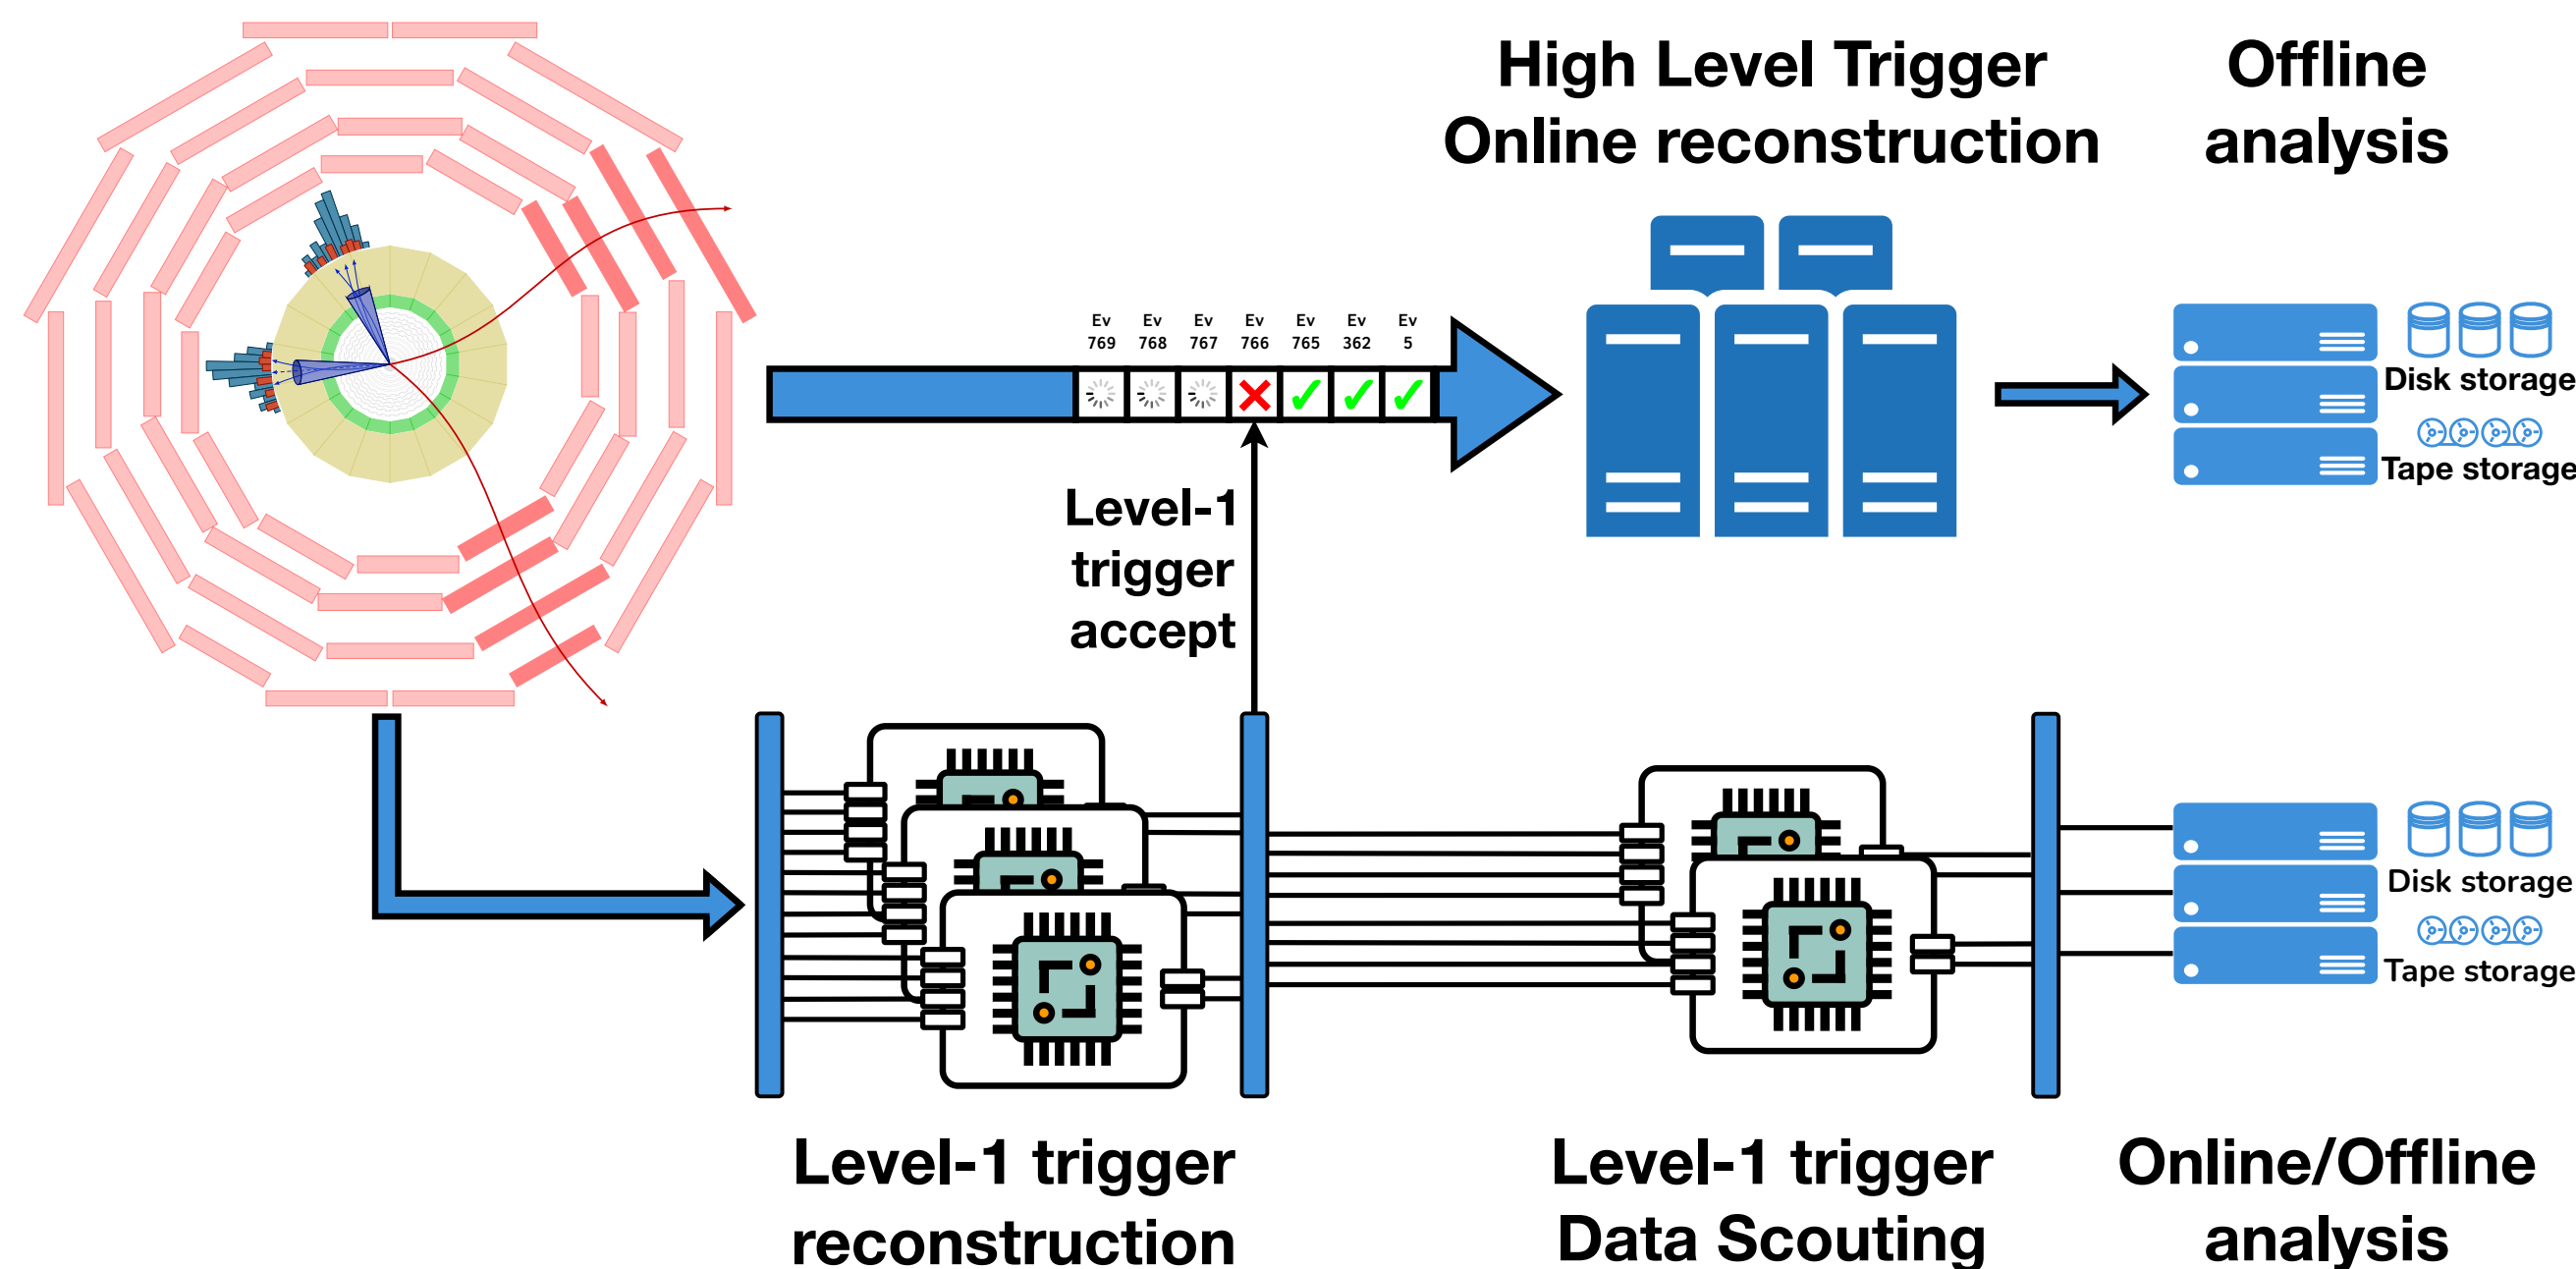 High Level Trigger
Online reconstruction
Offline
analysis
Ev
769
Ev
768
Ev
767
Ev
766
Ev
765
Ev
362
Ev
5
Disk storage
Tape storage
Level-1
trigger
accept
Disk storage
Tape storage
Level-1 trigger
reconstruction
Level-1 trigger
Data Scouting
Online/Offline
analysis